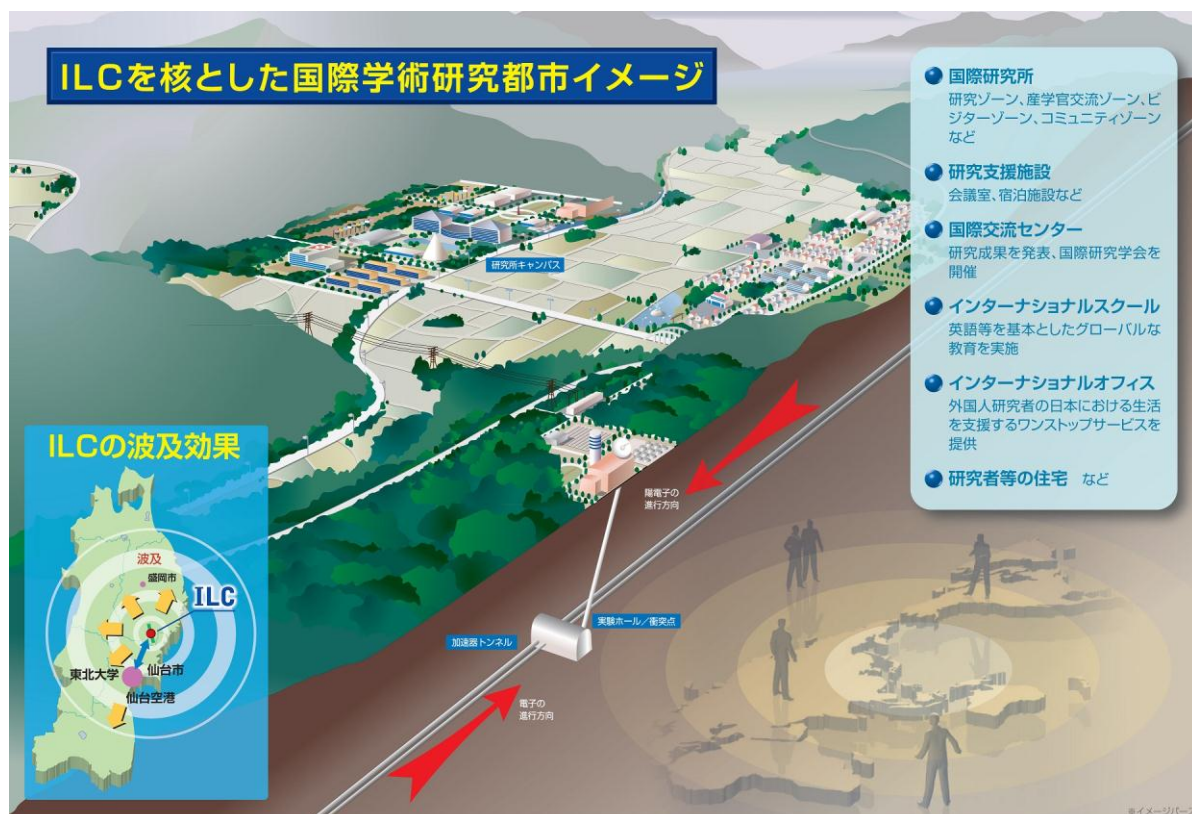 ILCを核とした国際学術研究都市イメージ
国際研究所
研究ゾーン、産学官交流ゾーン、ビ
ジターゾーン、コミュニティゾーン
など
研究支援施設
会議室、宿泊施設など
国際交流センター
研究成果を発表、国際研究学会を
開催
インターナショナルスクール
英語等を基本としたグローバルな
教育を実施
インターナショナルオフィス
外国人研究者の日本における生活
を支援するワンストップサービスを
提供
研究者等の住宅 など
研究所キャンパス
陽電子の
進行方向
実験ホール/衝突点
加速器トンネル
電子の
進行方向
ILCの波及効果
波及
盛岡市
ILC
東北大学
仙台市
仙台空港
※イメージパース